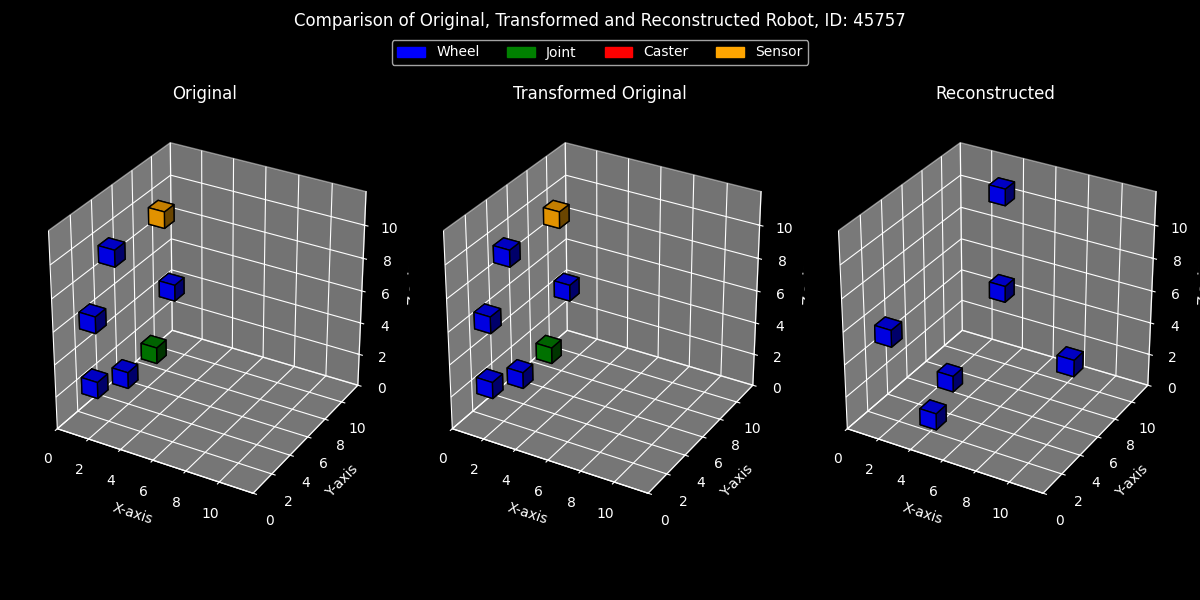 Comparison of Original, Transformed and Reconstructed Robot, ID: 45757
Wheel Joint Caster Sensor
Original Transformed Original Reconstructed
10 10 10
8 8 8
6 6 6
4 4 4
2 2 2
0 0 0
10 10 10
8 8 8
6 6 6
4 4 4
2 2 2
0 0 0
0 2 4 6 8 10 0 2 4 6 8 10 0 2 4 6 8 10
X-axis Y-axis X-axis Y-axis X-axis Y-axis